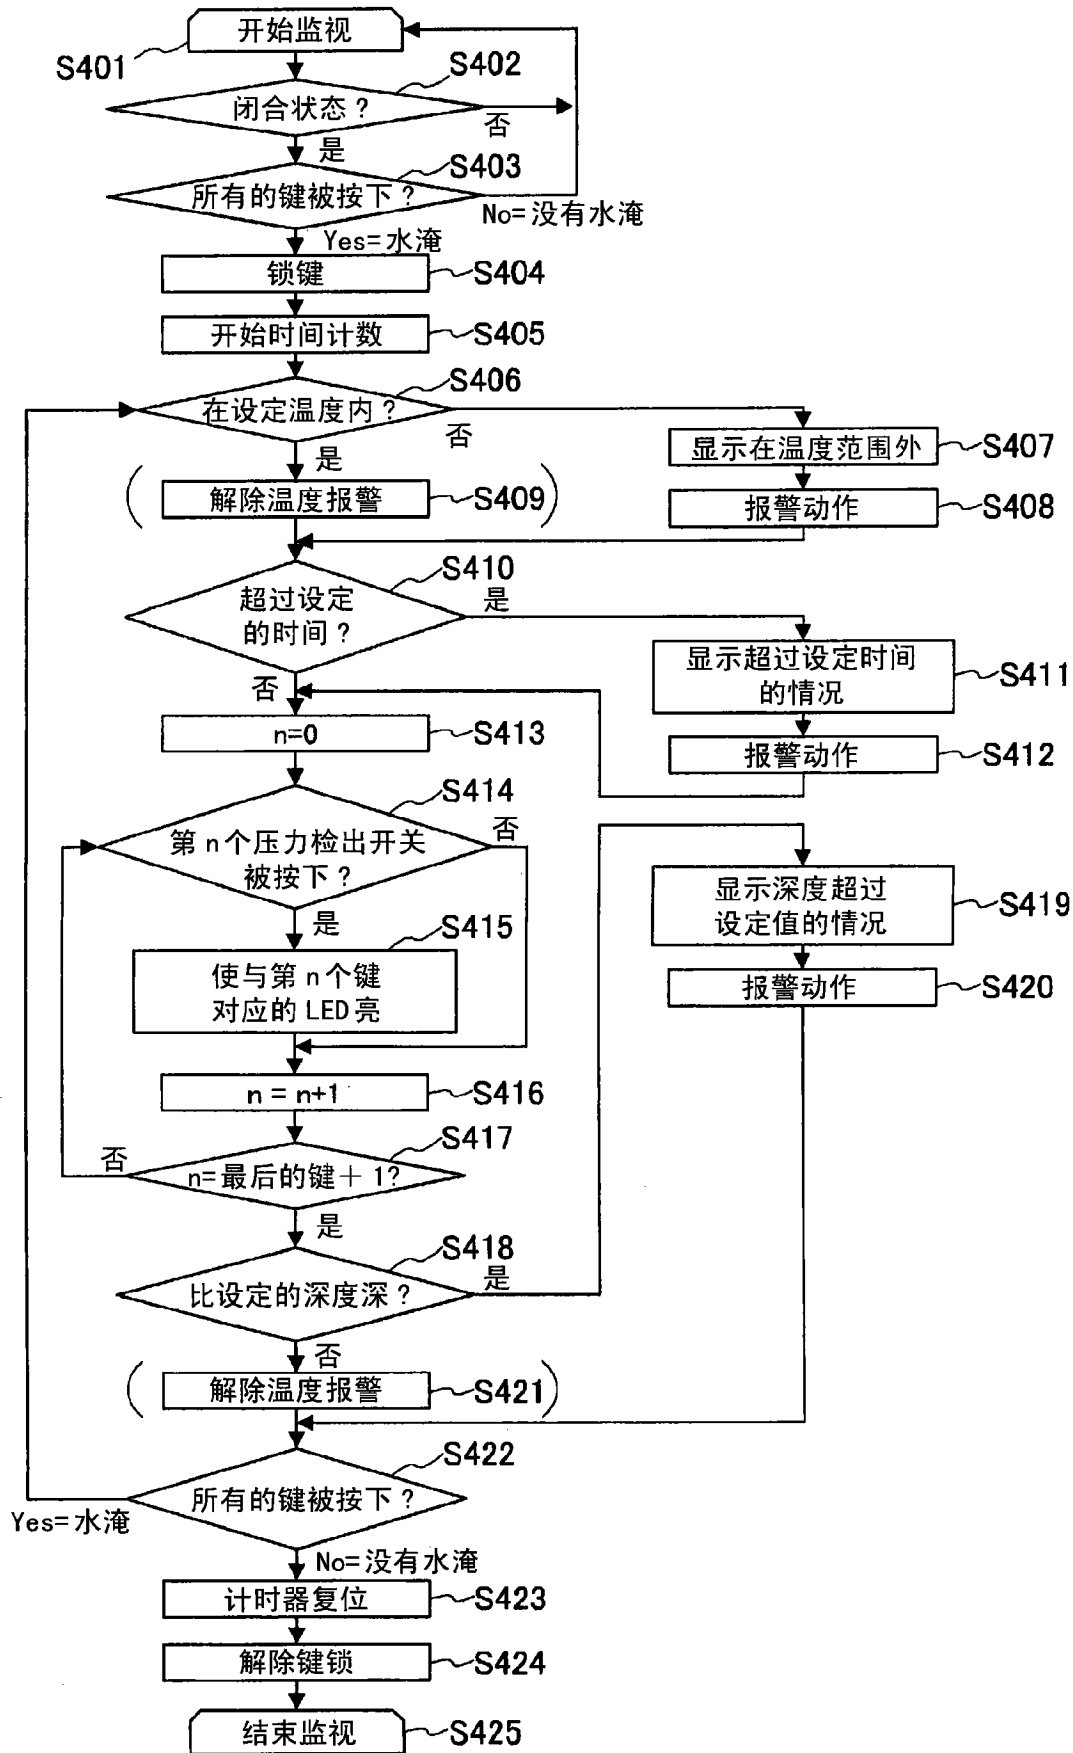 开始监视
S401
S402
闭合状态？
否
是
S403
所有的键被按下？
No=没有水淹
Yes=水淹
锁键
S404
开始时间计数
S405
S406
在设定温度内？
否
是
显示在温度范围外
S407
解除温度报警
S409
报警动作
S408
S410
超过设定
的时间？
是
否
显示超过设定时间
的情况
S411
n=0
S413
报警动作
S412
S414
第n个压力检出开关
被按下？
否
是
显示深度超过
设定值的情况
S419
S415
使与第n个键
对应的LED亮
报警动作
S420
n = n+1
S416
S417
否
n=最后的键＋1?
是
S418
比设定的深度深？
是
否
(解除温度报警 S421)
S422
所有的键被按下？
Yes=水淹
No=没有水淹
计时器复位
S423
解除键锁
S424
结束监视
S425